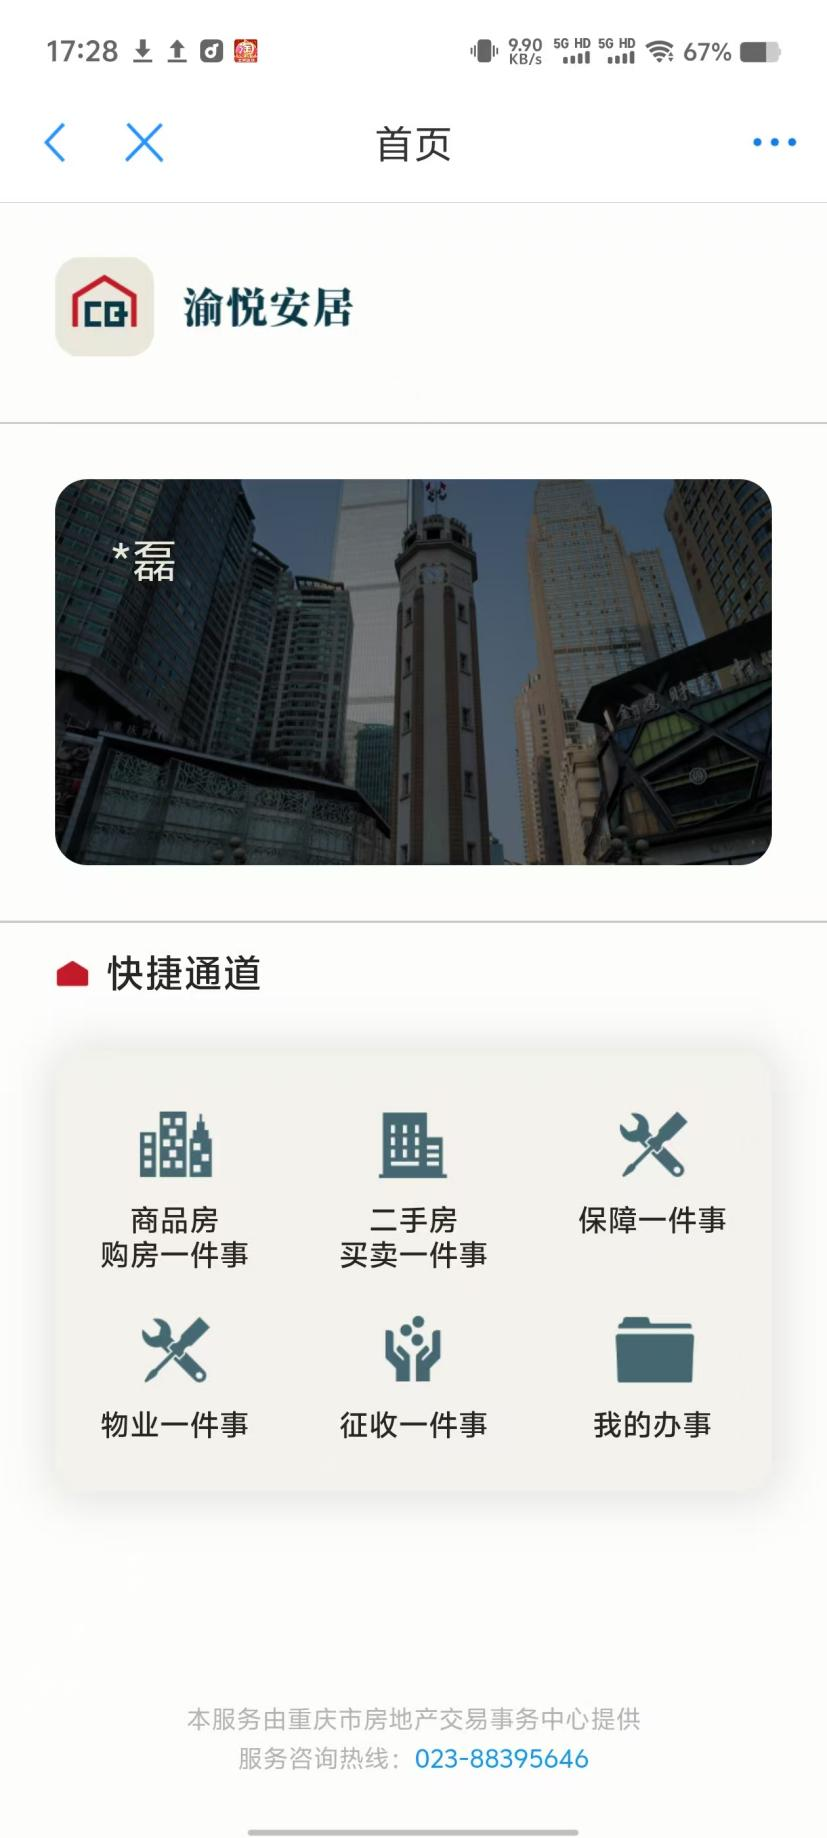 17:28
9.90 KB/s 5G HD 5G HD 67%
首页
CQ 渝悦安居
*磊
快捷通道
商品房 二手房 保障一件事
购房一件事 买卖一件事
物业一件事 征收一件事 我的办事
本服务由重庆市房地产交易事务中心提供
服务咨询热线：023-88395646